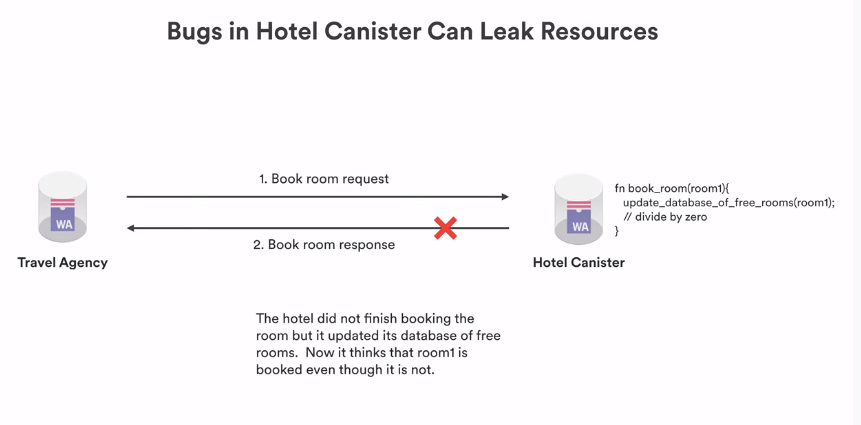 Bugs in Hotel Canister Can Leak Resources
1. Book room request
2. Book room response
WA
Travel Agency
WA
Hotel Canister
fn book_room(room1){
update_database_of_free_rooms(room1);
// divide by zero
}
The hotel did not finish booking the
room but it updated its database of free
rooms.  Now it thinks that room1 is
booked even though it is not.